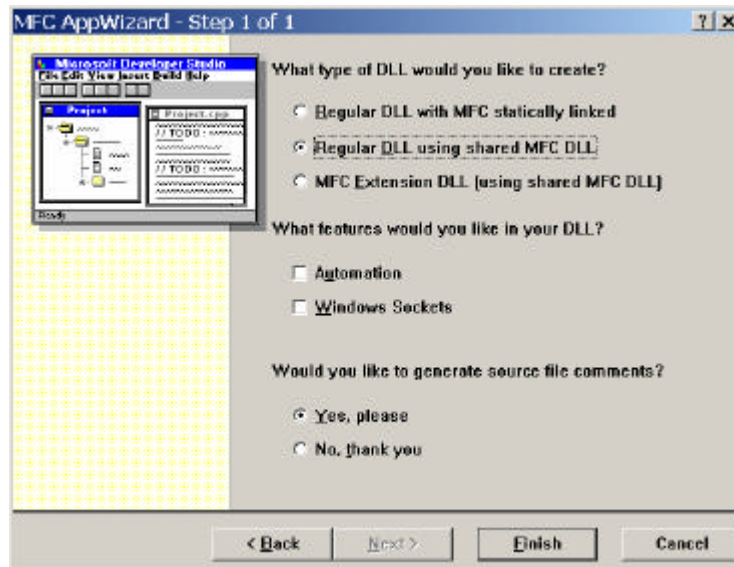 MFC AppWizard - Step 1 of 1
Microsoft Developer Studio
File Edit View Insert Build Help
Project
Project.cpp
// TODO :
// TODO :
Ready
What type of DLL would you like to create?
Regular DLL with MFC statically linked
Regular DLL using shared MFC DLL
MFC Extension DLL (using shared MFC DLL)
What features would you like in your DLL?
Automation
Windows Sockets
Would you like to generate source file comments?
Yes, please
No, thank you
< Back
Next >
Finish
Cancel